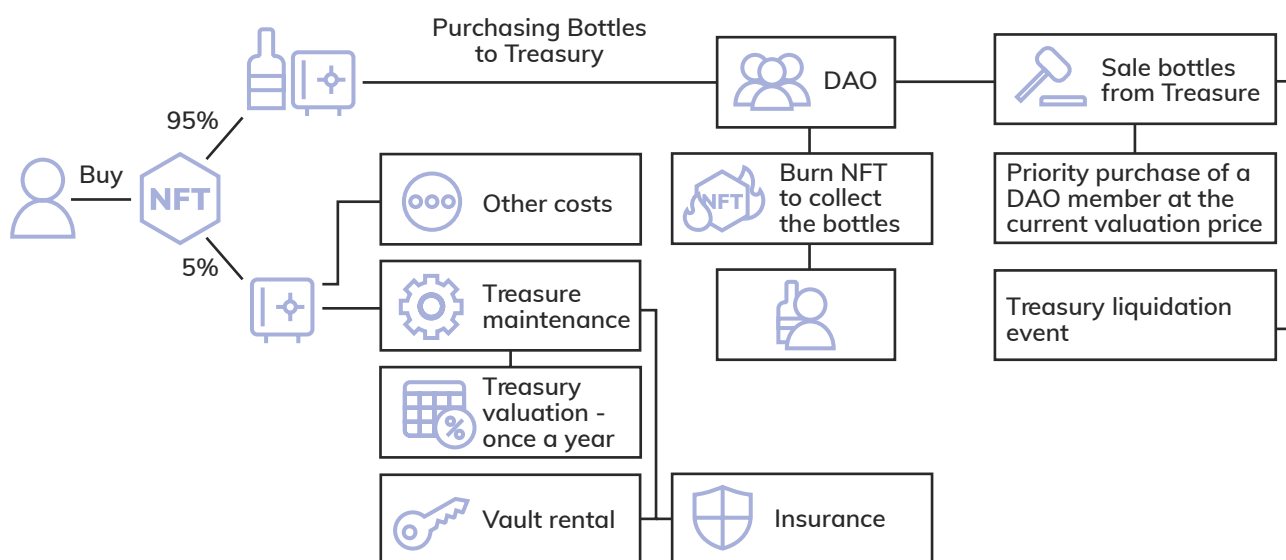 Purchasing Bottles
to Treasury
DAO
Sale bottles
from Treasure
95%
Buy
NFT
5%
Other costs
Burn NFT
to collect
the bottles
NFT
Priority purchase of a
DAO member at the
current valuation price
Treasure
maintenance
Treasury liquidation
event
Treasury
valuation -
once a year
Vault rental
Insurance